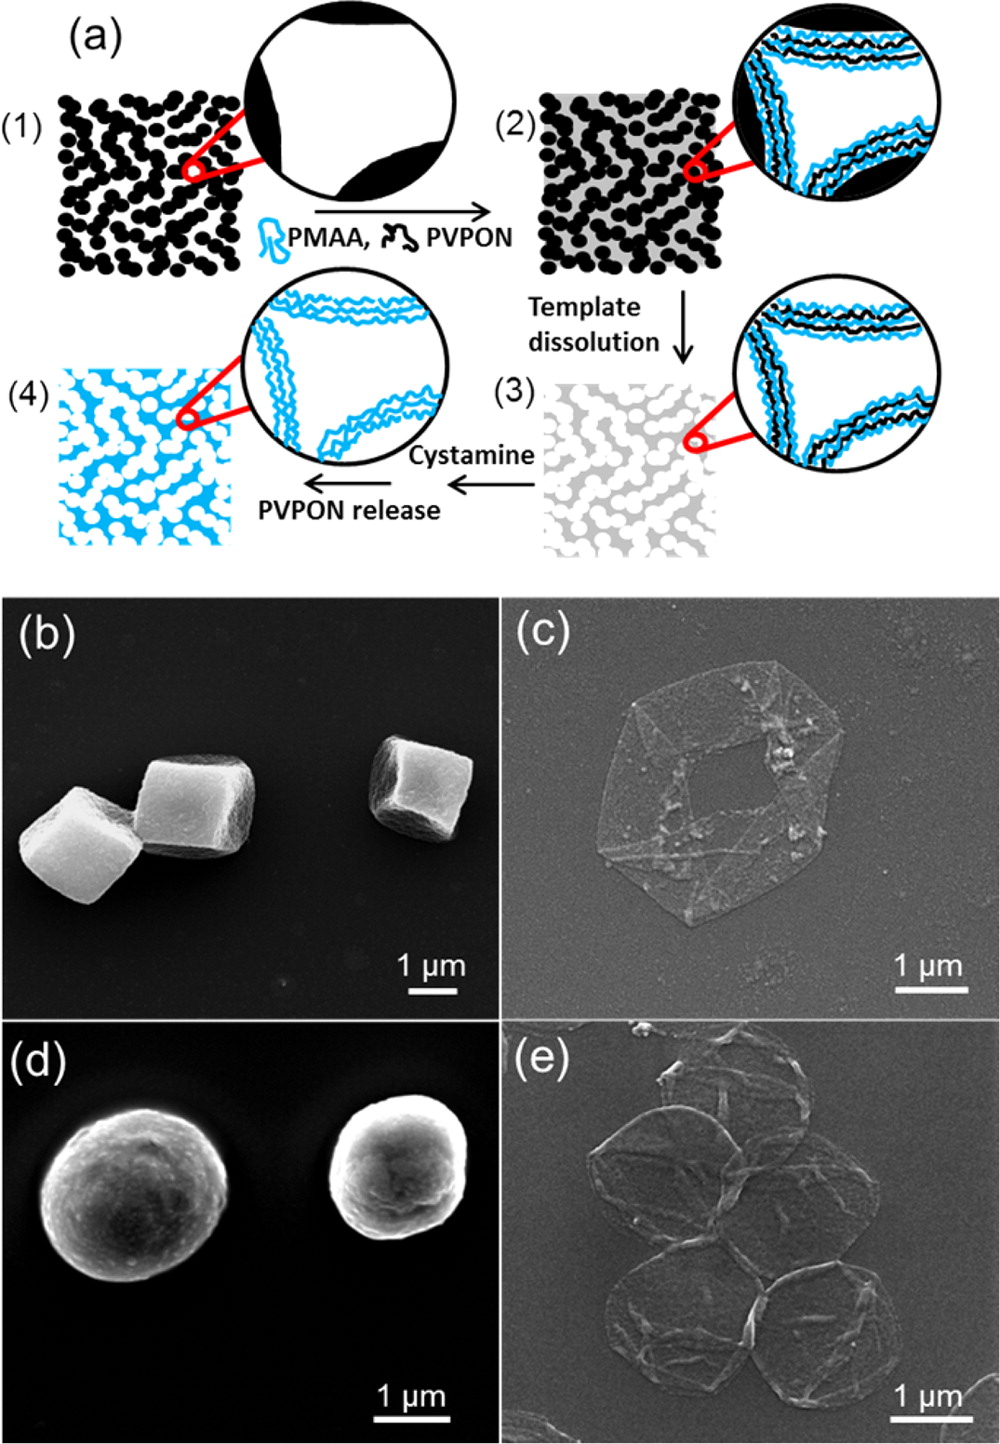 (a)
(1)
(2)
PMAA, PVPON
Template
dissolution
(4)
(3)
Cystamine
PVPON release
(b)
(c)
1 µm
1 µm
(d)
(e)
1 µm
1 µm